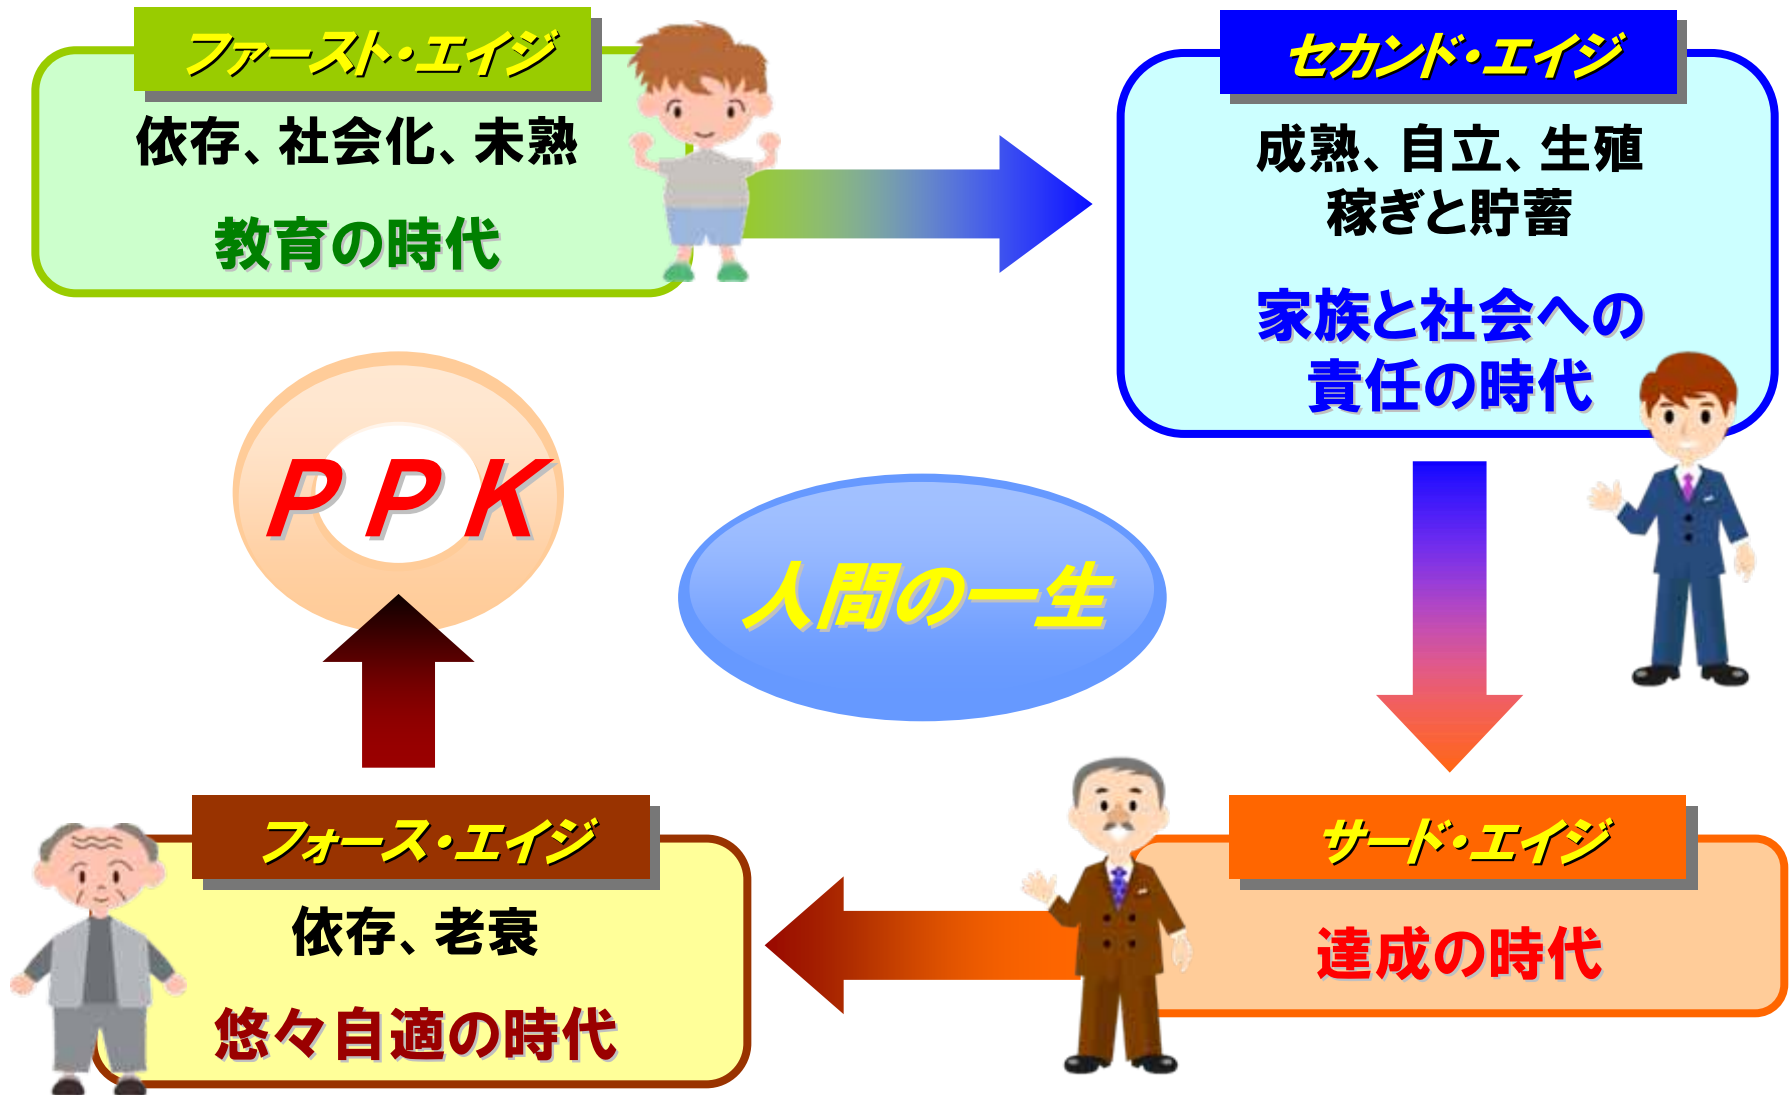 ファースト・エイジ
依存、社会化、未熟
教育の時代
セカンド・エイジ
成熟、自立、生殖
稼ぎと貯蓄
家族と社会への
責任の時代
ＰＰＫ
人間の一生
フォース・エイジ
依存、老衰
悠々自適の時代
サード・エイジ
達成の時代